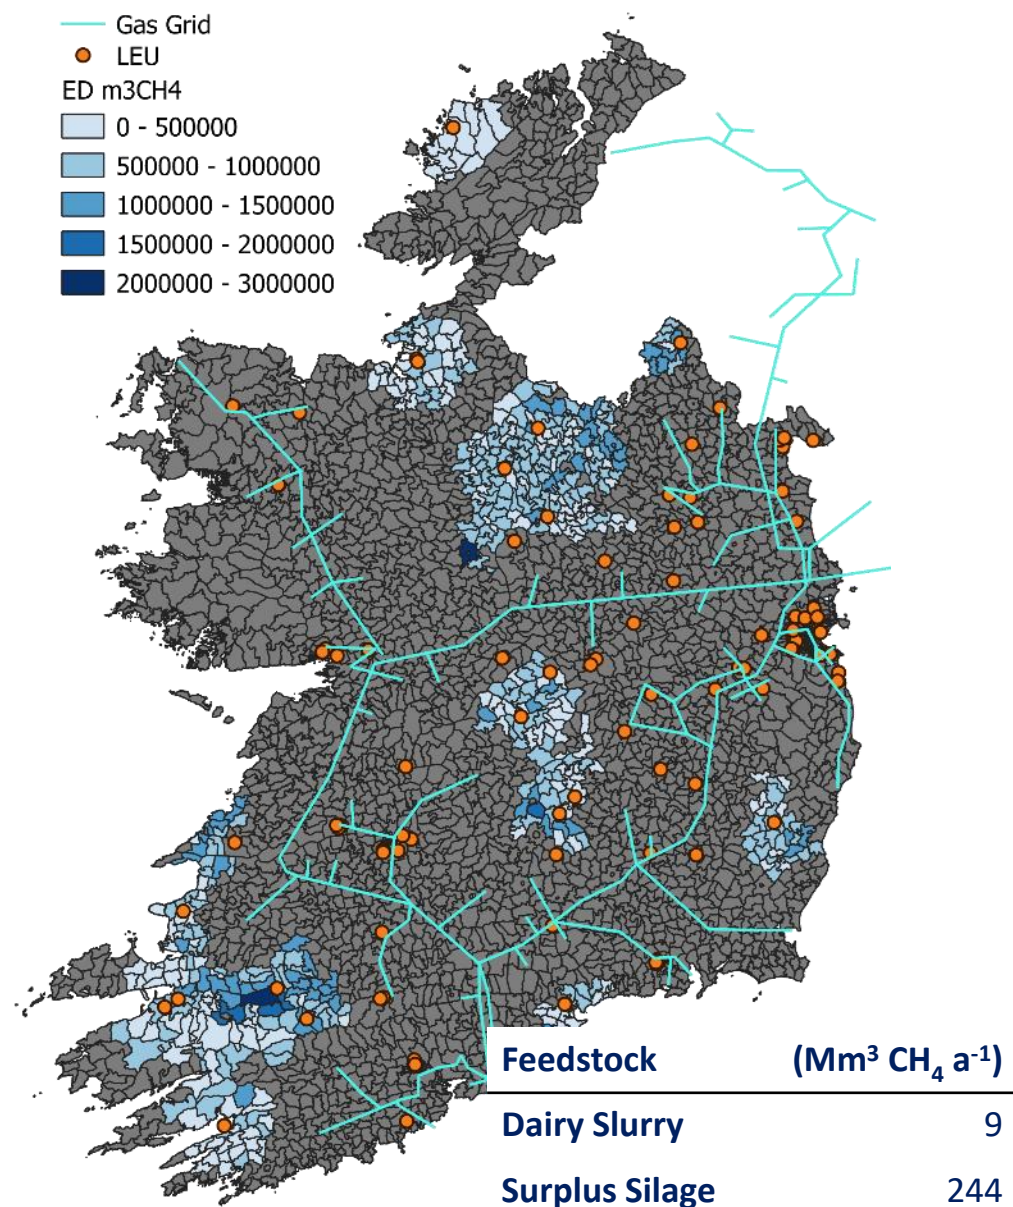 Gas Grid
LEU
ED m3CH4
0 - 500000
500000 - 1000000
1000000 - 1500000
1500000 - 2000000
2000000 - 3000000
Feedstock (Mm³ CH₄ a⁻¹)
Dairy Slurry 9
Surplus Silage 244